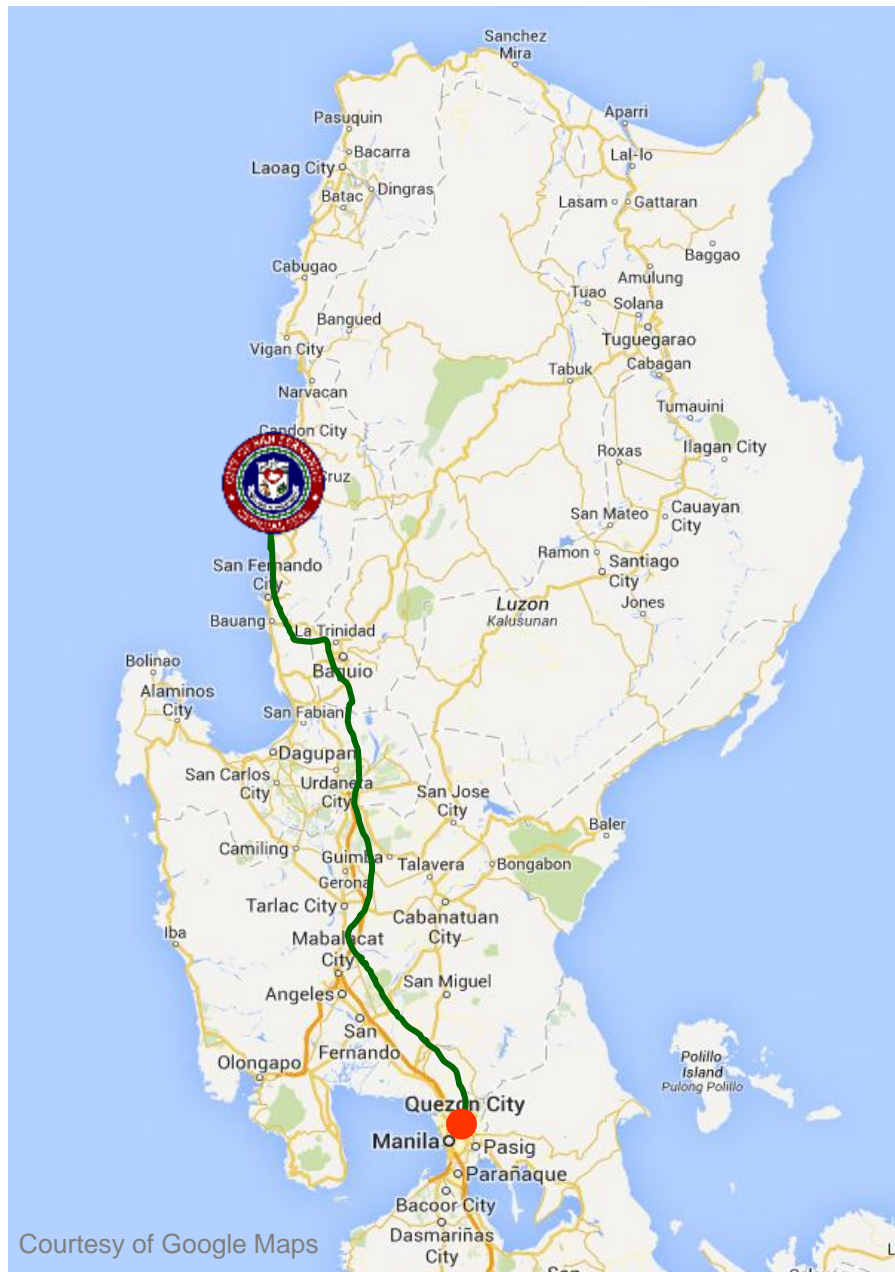 Sanchez
Mira
Pasuquin
Aparri
Bacarra
Lal-lo
Laoag City
Dingras
Batac
Lasam
Gattaran
Baggao
Cabugao
Amulung
Tuao
Solana
Bangued
Tuguegarao
Vigan City
Cabagan
Tabuk
Narvacan
Tumauini
Candon City
Ilagan City
Roxas
CITY OF SAN FERNANDO
Cruz
San Mateo
Cauayan
City
Ramon
Santiago
City
San Fernando
City
Luzon
Kalusunan
Jones
Bauang
La Trinidad
Bolinao
Baguio
Alaminos
City
San Fabian
Dagupan
San Carlos
City
Urdaneta
City
San Jose
City
Baler
Camiling
Guimba
Talavera
Bongabon
Gerona
Tarlac City
Cabanatuan
City
Iba
Mabalacat
City
San Miguel
Angeles
San
Fernando
Olongapo
Polillo
Island
Pulong Polillo
Quezon City
Manila
Pasig
Parañaque
Bacoor City
Dasmariñas
City
Courtesy of Google Maps